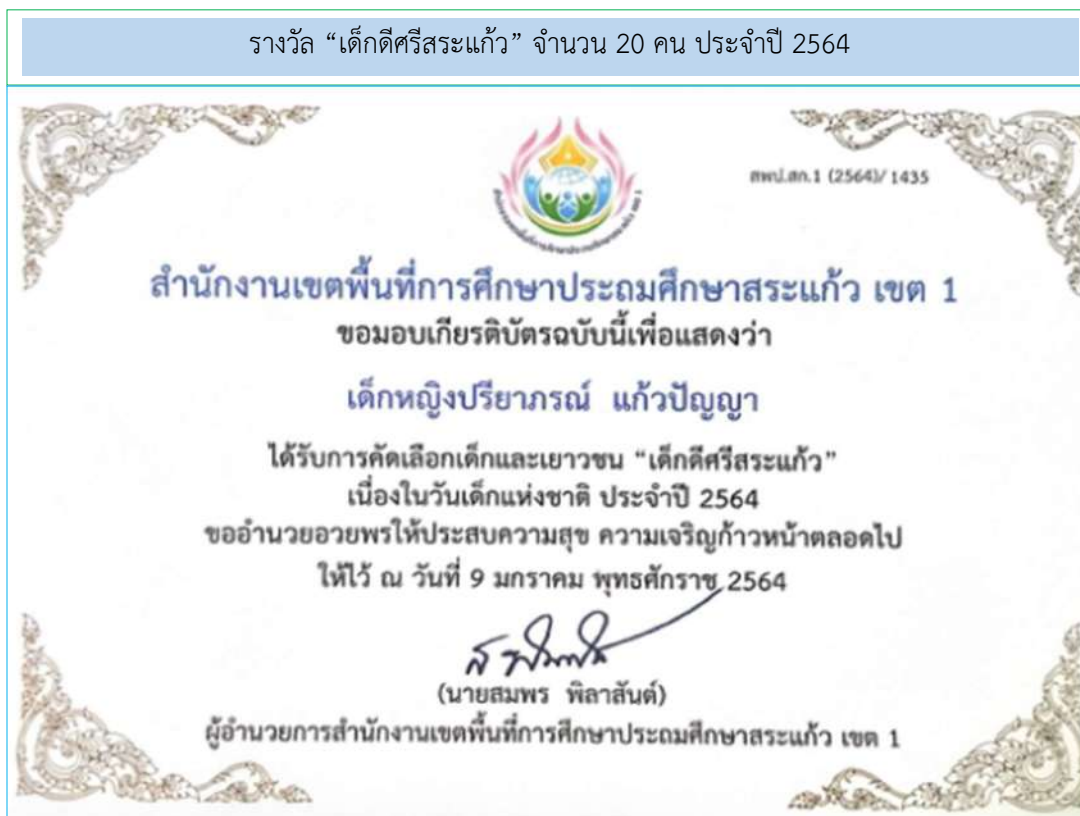 รางวัล “เด็กดีศรีสระแก้ว” จำนวน 20 คน ประจำปี 2564
สพป.สก.1 (2564)/ 1435
สำนักงานเขตพื้นที่การศึกษาประถมศึกษาสระแก้ว เขต 1
ขอมอบเกียรติบัตรฉบับนี้เพื่อแสดงว่า
เด็กหญิงปรียาภรณ์ แก้วปัญญา
ได้รับการคัดเลือกเด็กและเยาวชน “เด็กดีศรีสระแก้ว”
เนื่องในวันเด็กแห่งชาติ ประจำปี 2564
ขออำนวยอวยพรให้ประสบความสุข ความเจริญก้าวหน้าตลอดไป
ให้ไว้ ณ วันที่ 9 มกราคม พุทธศักราช 2564
(นายสมพร พิลาสันต์)
ผู้อำนวยการสำนักงานเขตพื้นที่การศึกษาประถมศึกษาสระแก้ว เขต 1